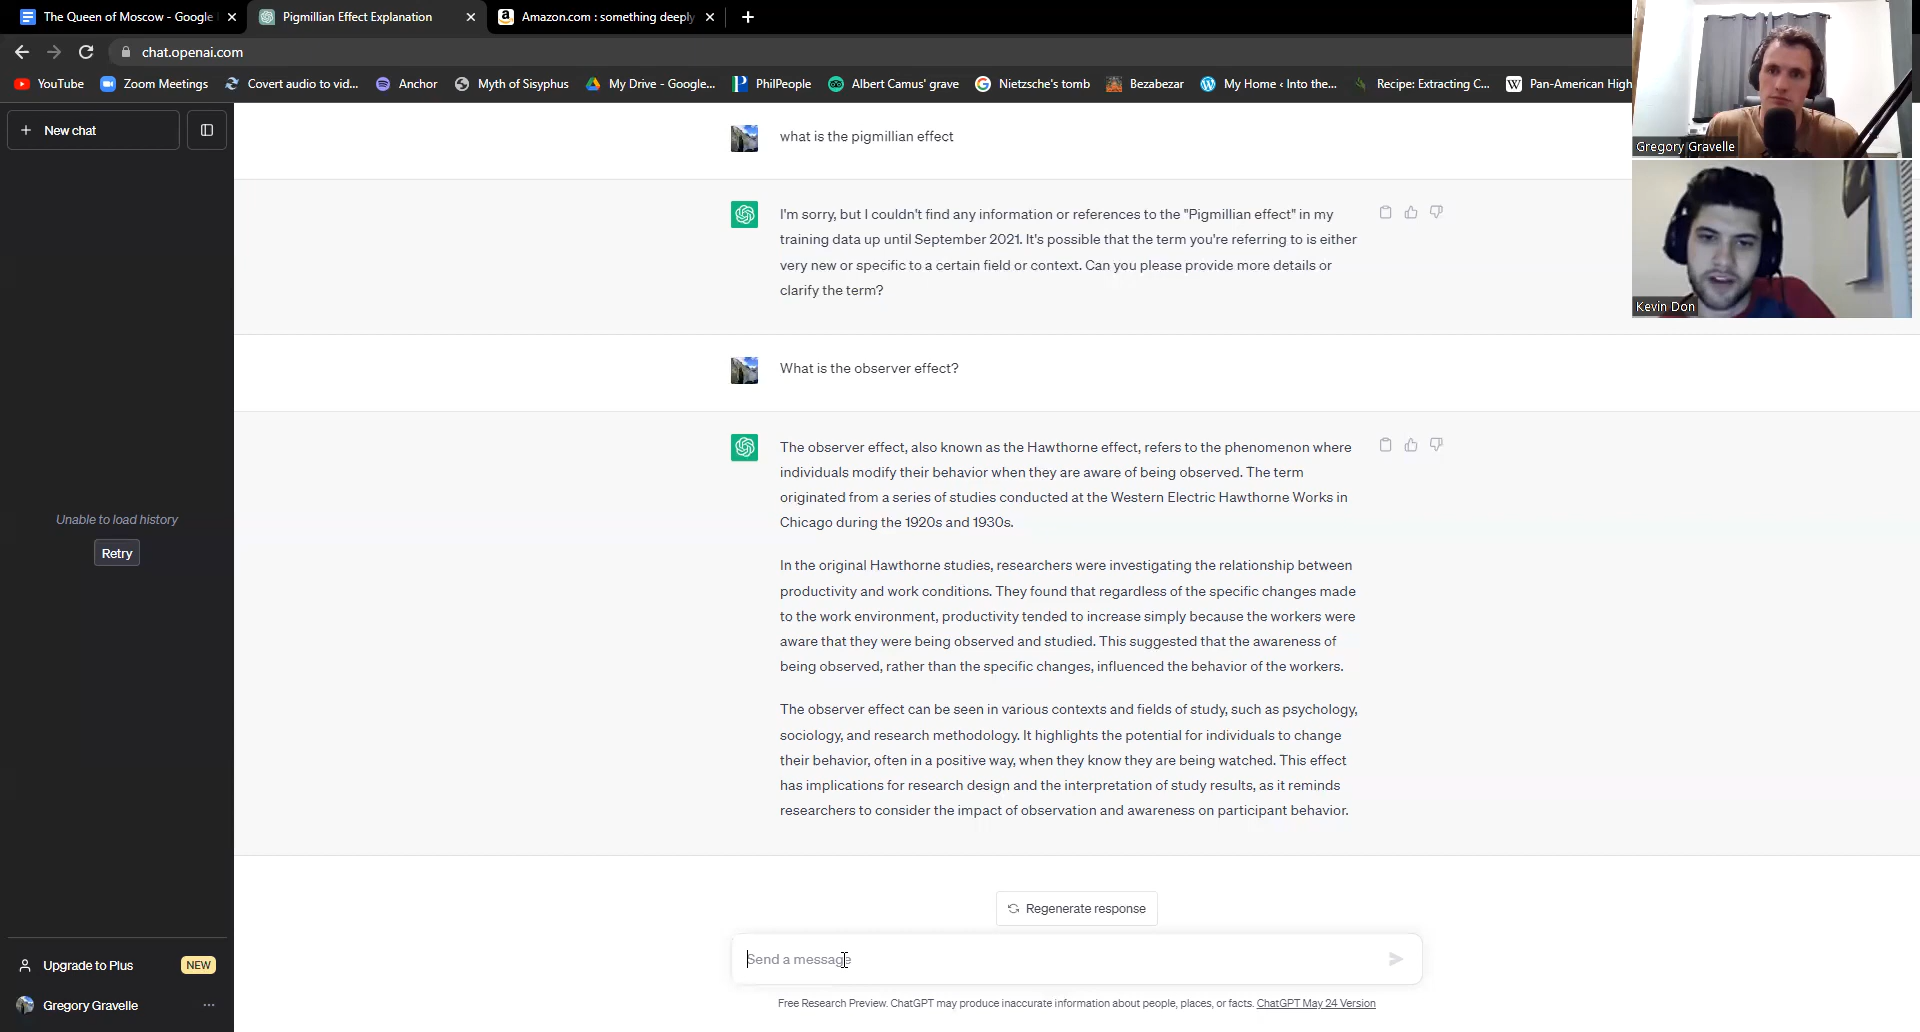 The Queen of Moscow - Google
Pigmillian Effect Explanation
Amazon.com : something deeply
chat.openai.com
YouTube
Zoom Meetings
Covert audio to vid...
Anchor
Myth of Sisyphus
My Drive - Google...
PhilPeople
Albert Camus' grave
Nietzsche's tomb
Bezabezar
My Home ‹ Into the...
Recipe: Extracting C...
Pan-American High
New chat
Gregory Gravelle
Kevin Don
what is the pigmillian effect
I'm sorry, but I couldn't find any information or references to the "Pigmillian effect" in my
training data up until September 2021. It's possible that the term you're referring to is either
very new or specific to a certain field or context. Can you please provide more details or
clarify the term?
What is the observer effect?
The observer effect, also known as the Hawthorne effect, refers to the phenomenon where
individuals modify their behavior when they are aware of being observed. The term
originated from a series of studies conducted at the Western Electric Hawthorne Works in
Chicago during the 1920s and 1930s.
In the original Hawthorne studies, researchers were investigating the relationship between
productivity and work conditions. They found that regardless of the specific changes made
to the work environment, productivity tended to increase simply because the workers were
aware that they were being observed and studied. This suggested that the awareness of
being observed, rather than the specific changes, influenced the behavior of the workers.
The observer effect can be seen in various contexts and fields of study, such as psychology,
sociology, and research methodology. It highlights the potential for individuals to change
their behavior, often in a positive way, when they know they are being watched. This effect
has implications for research design and the interpretation of study results, as it reminds
researchers to consider the impact of observation and awareness on participant behavior.
Unable to load history
Retry
Regenerate response
Send a message
Free Research Preview. ChatGPT may produce inaccurate information about people, places, or facts. ChatGPT May 24 Version
Upgrade to Plus
NEW
Gregory Gravelle